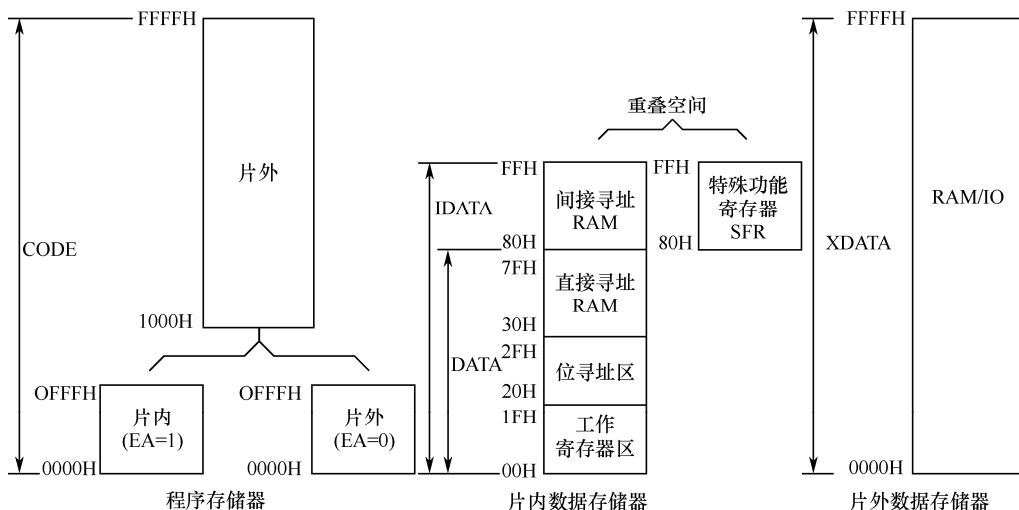 FFFFH
片外
CODE
1000H
OFFFH
片内
(EA=1)
0000H
OFFFH
片外
(EA=0)
0000H
程序存储器
重叠空间
FFH
间接寻址
RAM
80H
IDATA
7FH
直接寻址
RAM
30H
DATA
2FH
位寻址区
20H
1FH
工作
寄存器区
00H
FFH
特殊功能
寄存器
SFR
80H
片内数据存储器
FFFFH
RAM/IO
XDATA
0000H
片外数据存储器